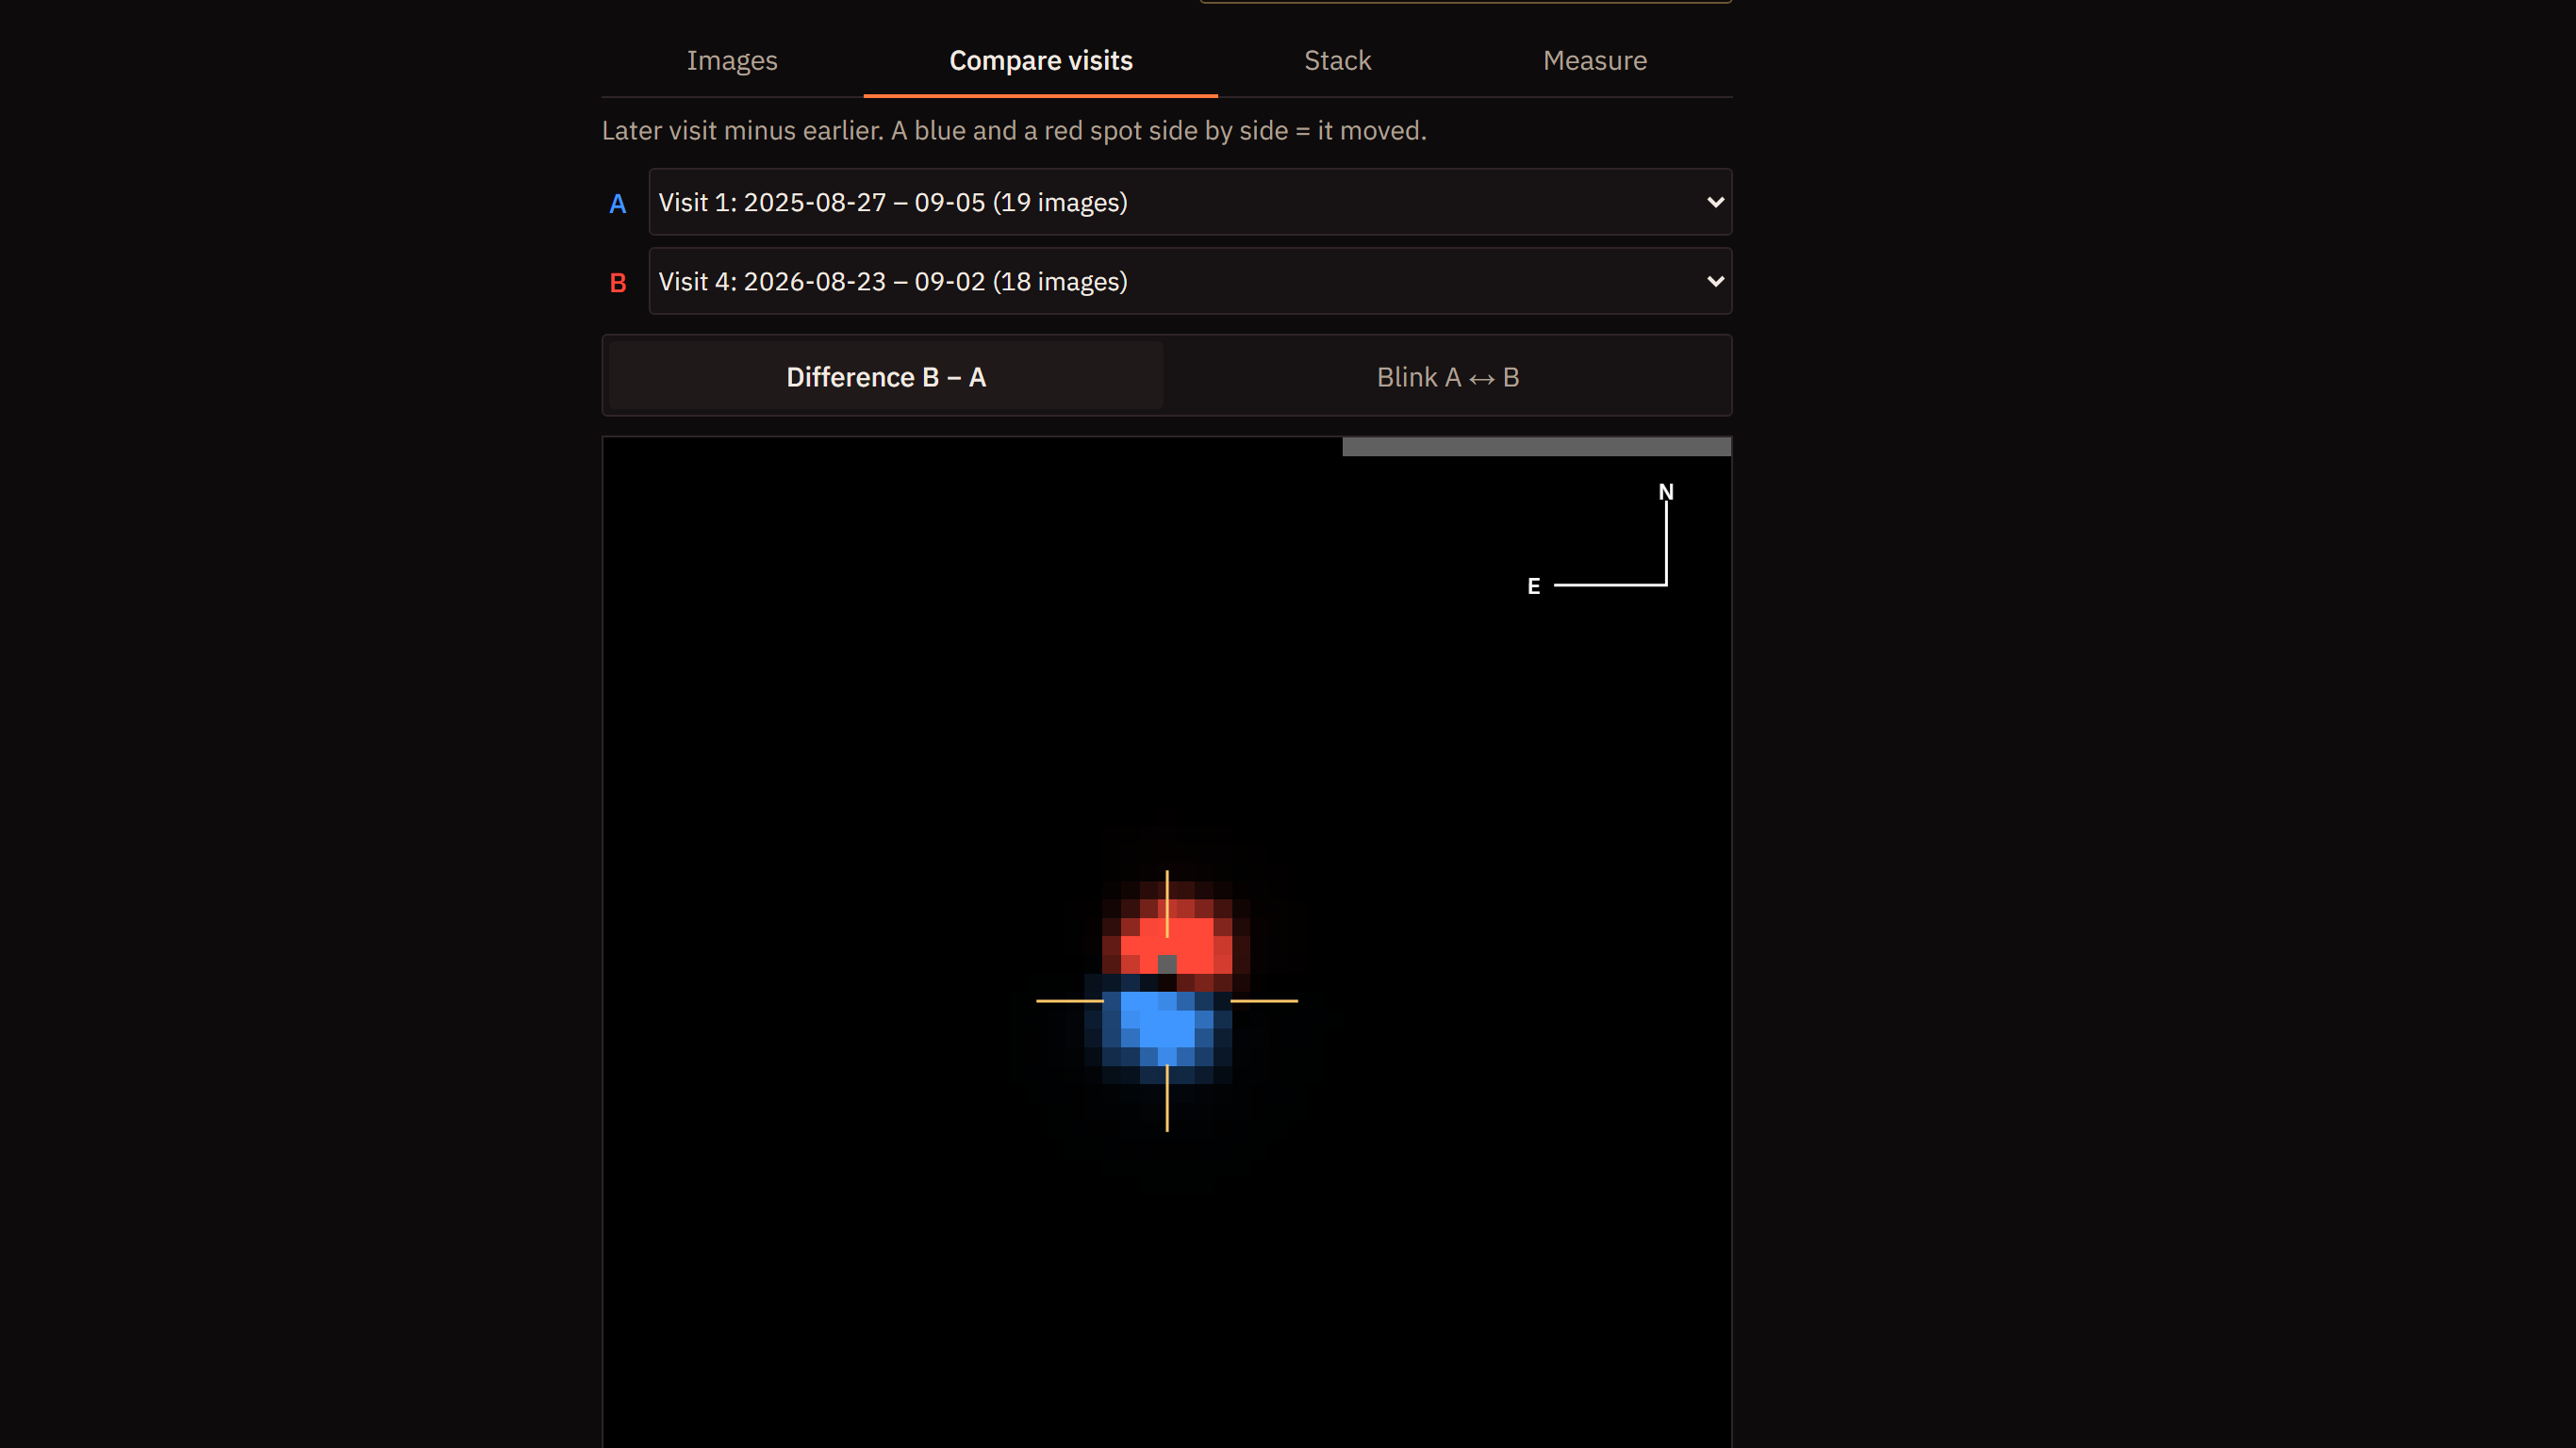 Images Compare visits Stack Measure
Later visit minus earlier. A blue and a red spot side by side = it moved.
A Visit 1: 2025-08-27 – 09-05 (19 images)
B Visit 4: 2026-08-23 – 09-02 (18 images)
Difference B – A Blink A ↔ B
N
E